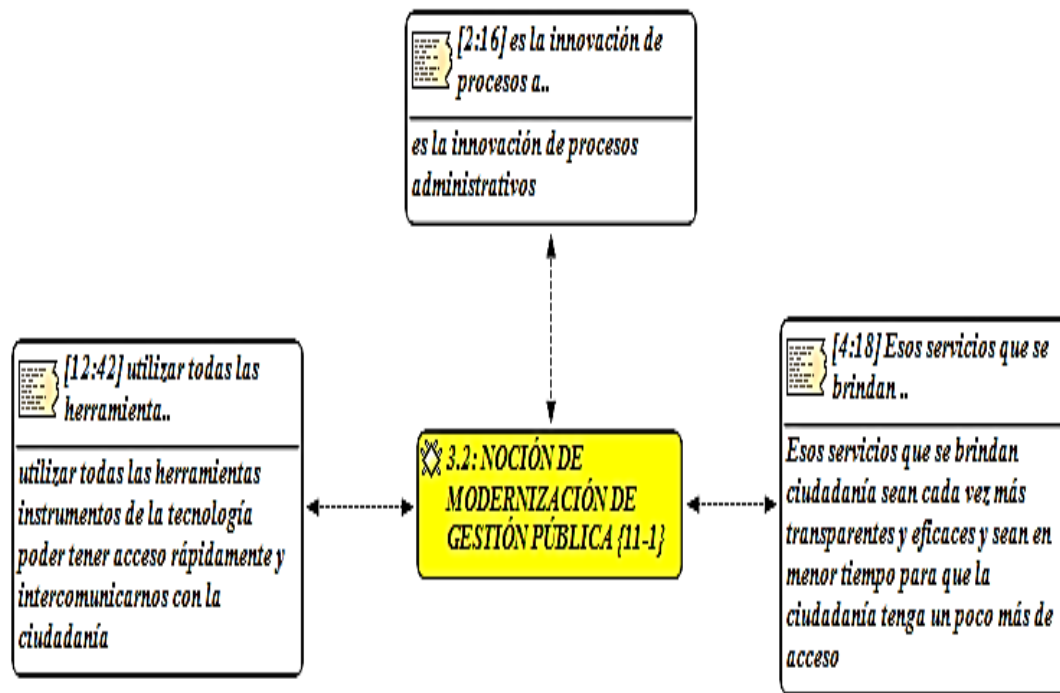 [2:16] es la innovación de
procesos a..
es la innovación de procesos
administrativos
[12:42] utilizar todas las
herramienta..
utilizar todas las herramientas
instrumentos de la tecnología
poder tener acceso rápidamente y
intercomunicarnos con la
ciudadanía
3.2: NOCIÓN DE
MODERNIZACIÓN DE
GESTIÓN PÚBLICA {11-1}
[4:18] Esos servicios que se
brindan ..
Esos servicios que se brindan
ciudadanía sean cada vez más
transparentes y eficaces y sean en
menor tiempo para que la
ciudadanía tenga un poco más de
acceso